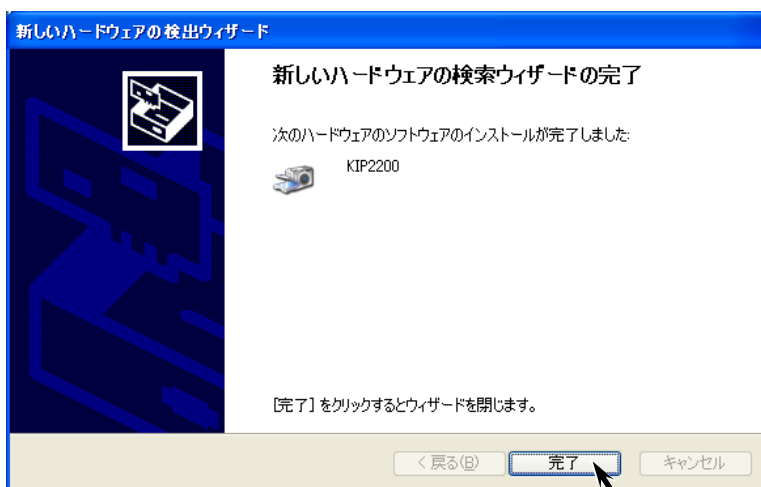 新しいハードウェアの検出ウィザード
新しいハードウェアの検索ウィザードの完了
次のハードウェアのソフトウェアのインストールが完了しました:
KIP2200
[完了] をクリックするとウィザードを閉じます。
< 戻る(B)
完了
キャンセル